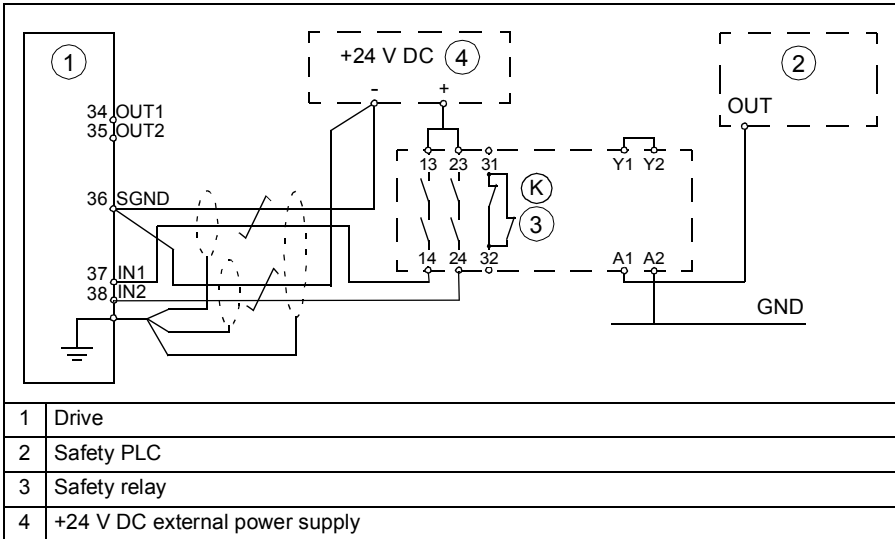 1
+24 V DC 4
2
- +
OUT
34 OUT1
35 OUT2
13 23 31 Y1 Y2
K
36 SGND
3
14 24 32 A1 A2
37 IN1
38 IN2
GND
1 Drive
2 Safety PLC
3 Safety relay
4 +24 V DC external power supply